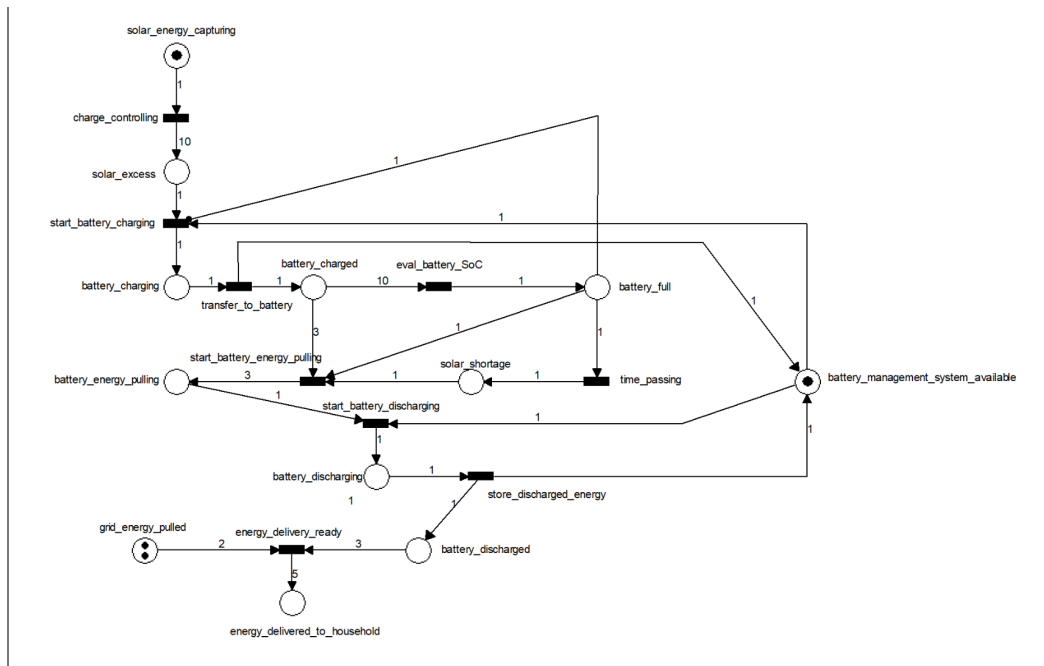 solar_energy_capturing
1
charge_controlling
10
solar_excess
1
1
start_battery_charging
1
1
battery_charging
1
transfer_to_battery
1
battery_charged
10
eval_battery_SoC
1
battery_full
1
3
1
1
start_battery_energy_pulling
battery_energy_pulling
3
1
solar_shortage
1
time_passing
battery_management_system_available
1
start_battery_discharging
1
1
battery_discharging
1
store_discharged_energy
1
1
1
grid_energy_pulled
2
energy_delivery_ready
3
battery_discharged
5
energy_delivered_to_household